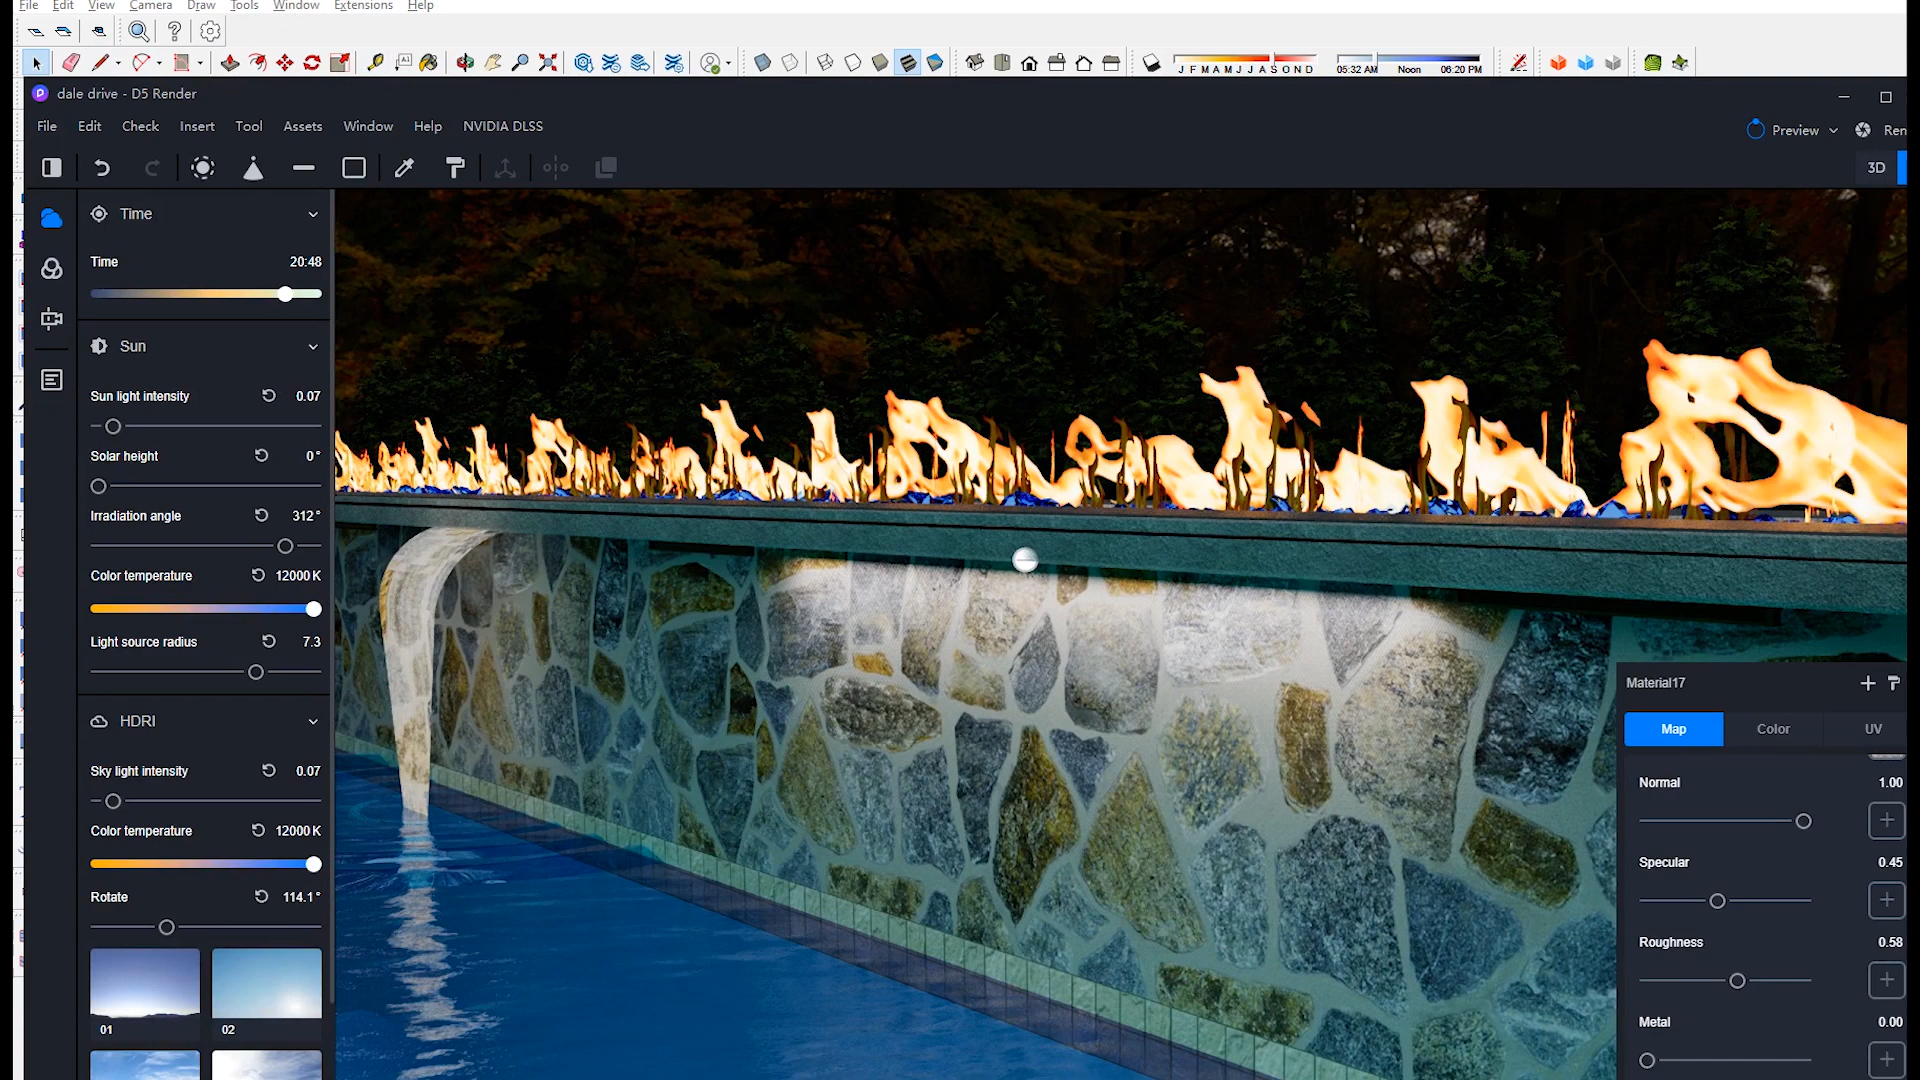 File Edit View Camera Draw Tools Window Extensions Help
J F M A M J J A S O N D 05:32 AM Noon 06:20 PM
dale drive - D5 Render
File Edit Check Insert Tool Assets Window Help NVIDIA DLSS
Preview Ren
3D
Time
Time 20:48
Sun
Sun light intensity 0.07
Solar height 0°
Irradiation angle 312°
Color temperature 12000 K
Light source radius 7.3
HDRI
Sky light intensity 0.07
Color temperature 12000 K
Rotate 114.1°
01 02
Material17
Map Color UV
Normal 1.00
Specular 0.45
Roughness 0.58
Metal 0.00